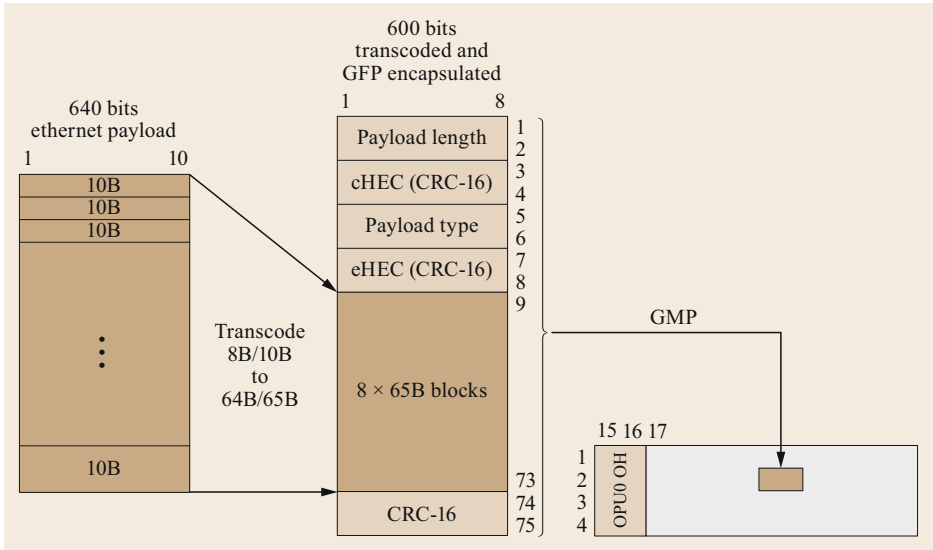 640 bits
ethernet payload
1 10
10B
10B
10B
10B
Transcode
8B/10B
to
64B/65B
600 bits
transcoded and
GFP encapsulated
1 8
Payload length
cHEC (CRC-16)
Payload type
eHEC (CRC-16)
8 × 65B blocks
CRC-16
1
2
3
4
5
6
7
8
9
73
74
75
GMP
15 16 17
1
2
3
4
OPU0 OH